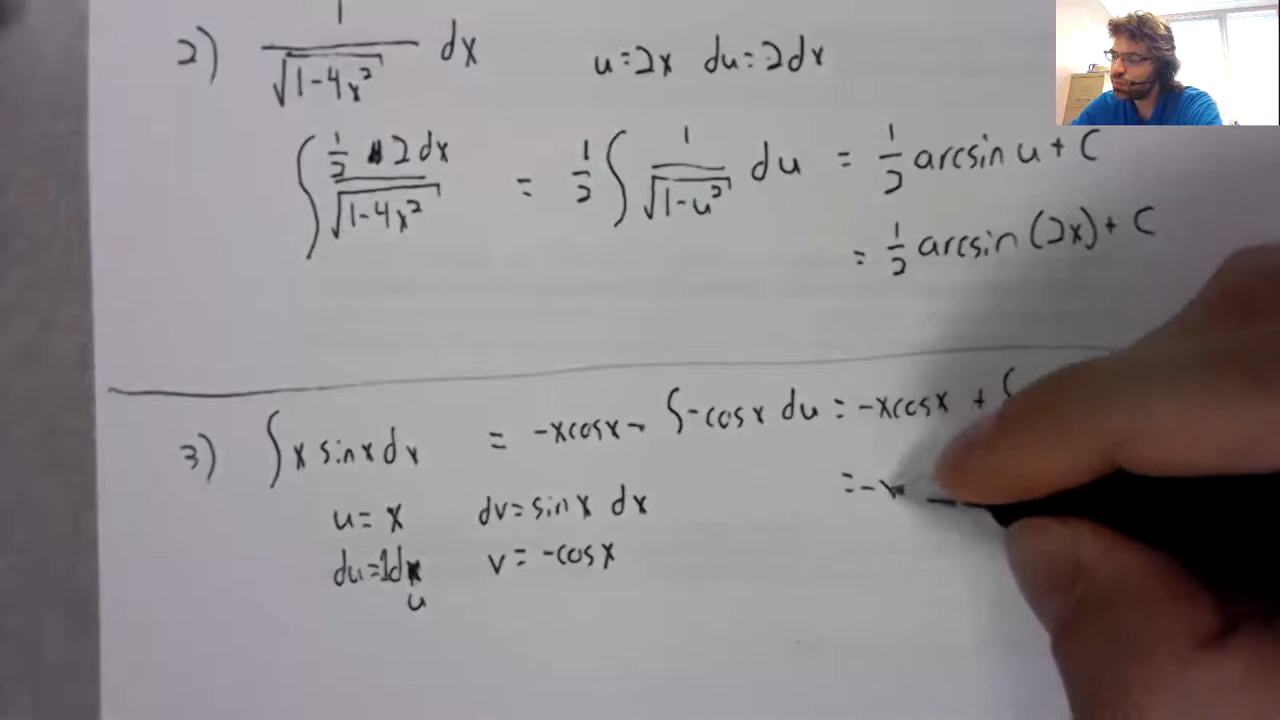 2) 1/√(1-4x²) dx u=2x du=2dx
∫ (1/2 · 2dx)/√(1-4x²) = 1/2 ∫ 1/√(1-u²) du = 1/2 arcsin u + C
= 1/2 arcsin (2x) + C
3) ∫ x sin x dx = -x cos x - ∫ -cos x du = -x cos x + ∫
= -x
u = x dv = sin x dx
du = 1dx v = -cos x
u